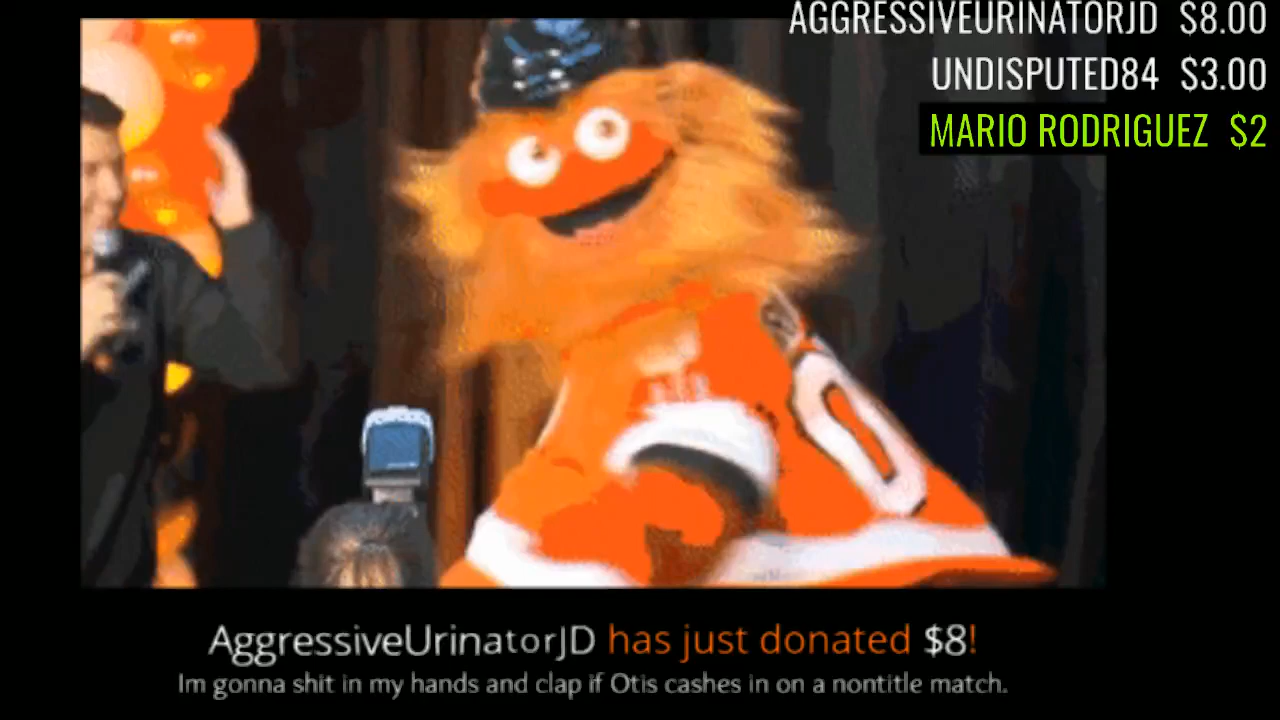 AGGRESSIVEURINATORJD $8.00
UNDISPUTED84 $3.00
MARIO RODRIGUEZ $2
AggressiveUrinatorJD has just donated $8!
Im gonna shit in my hands and clap if Otis cashes in on a nontitle match.